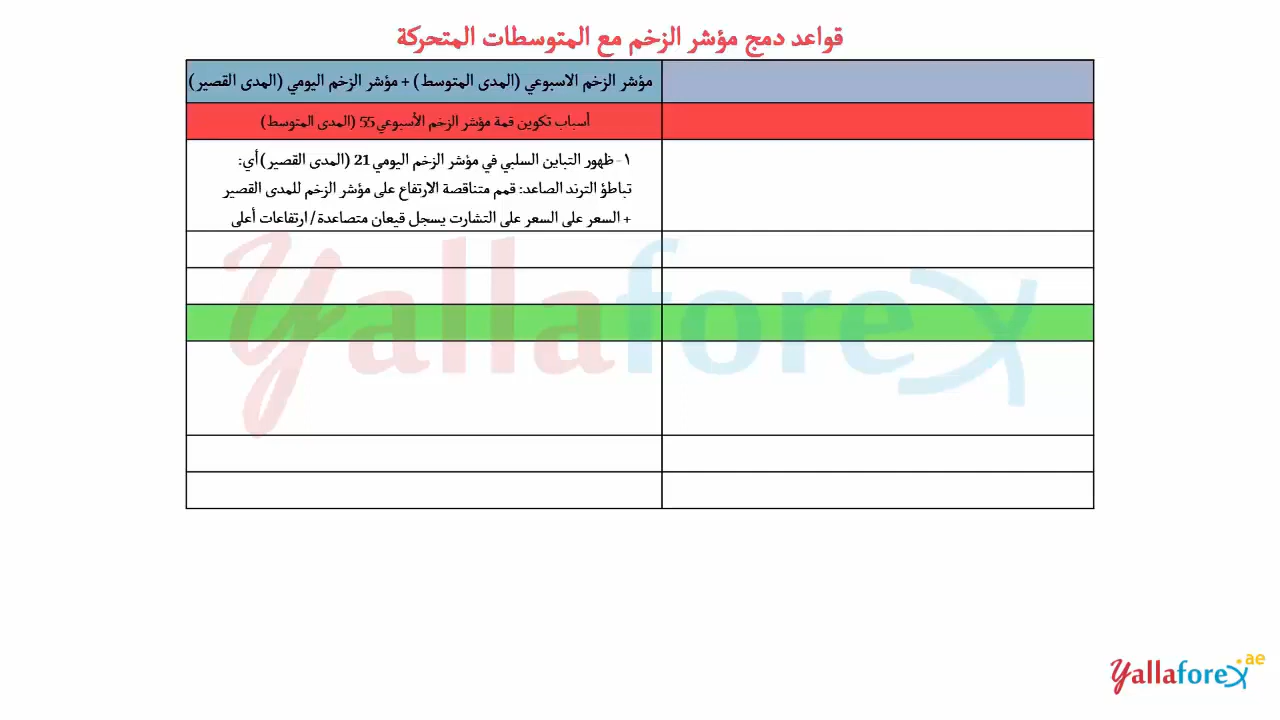 قواعد دمج مؤشر الزخم مع المتوسطات المتحركة
مؤشر الزخم الاسبوعي (المدى المتوسط) + مؤشر الزخم اليومي (المدى القصير)
أسباب تكوين قمة مؤشر الزخم الأسبوعي 55 (المدى المتوسط)
١- ظهور التباين السلبي في مؤشر الزخم اليومي 21 (المدى القصير) أي:
تباطؤ الترند الصاعد: قمم متناقصة الارتفاع على مؤشر الزخم للمدى القصير
+ السعر على السعر على التشارت يسجل قيعان متصاعدة/ ارتفاعات أعلى
yallaforex
yallaforex.ae